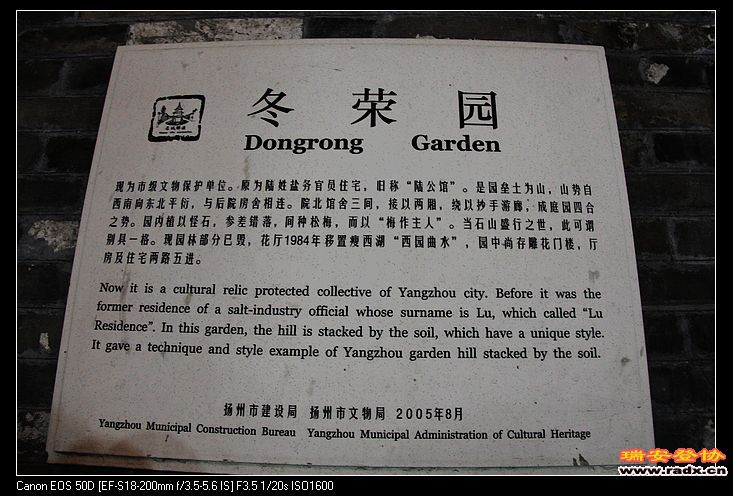 冬荣园
Dongrong Garden
现为市级文物保护单位。原为陆姓盐务官员住宅，旧称“陆公馆”。是园垒土为山，山势自
西南向东北平衍，与后院房舍相连。院北馆舍三间，接以两厢，绕以抄手游廊，成庭园四合
之势。园内植以怪石，参差错落，间种松梅，而以“梅作主人”。当石山盛行之世，此可谓
别具一格。现园林部分已毁，花厅1984年移置瘦西湖“西园曲水”，园中尚存雕花门楼，厅
房及住宅两路五进。
Now it is a cultural relic protected collective of Yangzhou city. Before it was the
former residence of a salt-industry official whose surname is Lu, which called “Lu
Residence”. In this garden, the hill is stacked by the soil, which have a unique style.
It gave a technique and style example of Yangzhou garden hill stacked by the soil.
扬州市建设局 扬州市文物局 2005年8月
Yangzhou Municipal Construction Bureau Yangzhou Municipal Administration of Cultural Heritage
瑞安登协
www.radx.cn
Canon EOS 50D [EF-S18-200mm f/3.5-5.6 IS] F3.5 1/20s ISO1600